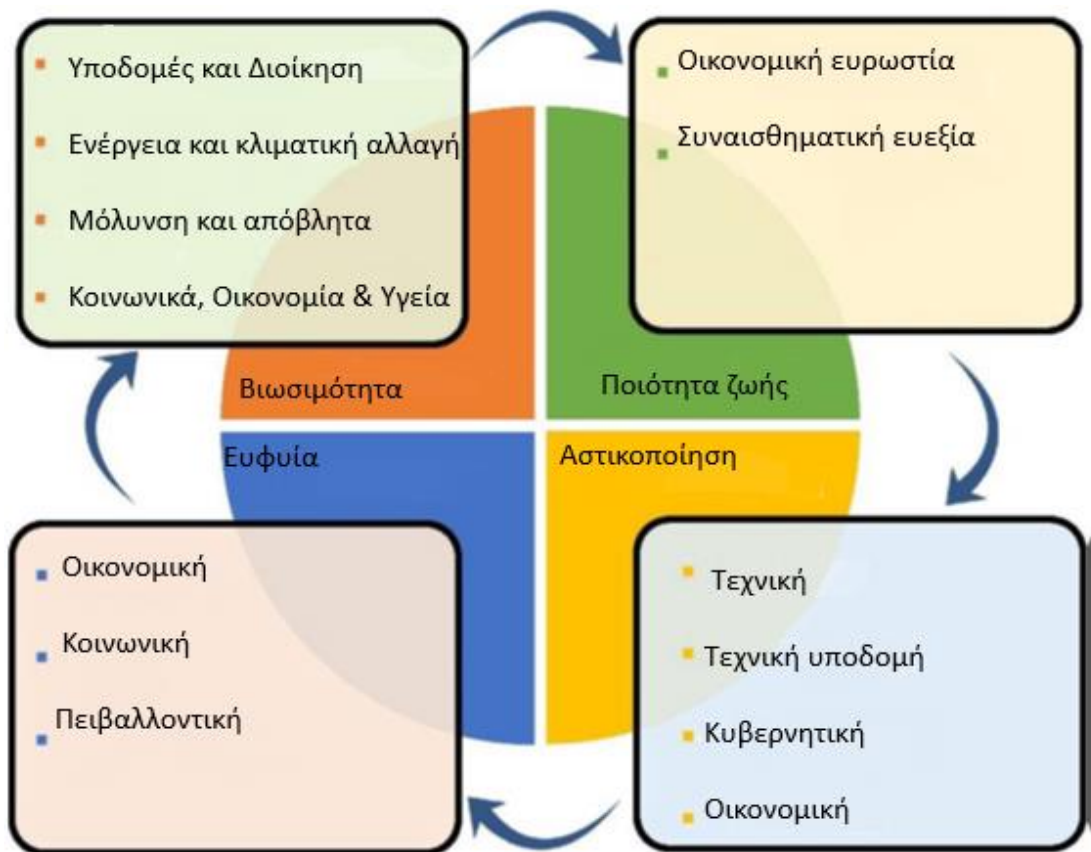 Υποδομές και Διοίκηση
Ενέργεια και κλιματική αλλαγή
Μόλυνση και απόβλητα
Κοινωνικά, Οικονομία & Υγεία
Οικονομική ευρωστία
Συναισθηματική ευεξία
Βιωσιμότητα
Ποιότητα ζωής
Ευφυία
Αστικοποίηση
Οικονομική
Κοινωνική
Πειβαλλοντική
Τεχνική
Τεχνική υποδομή
Κυβερνητική
Οικονομική